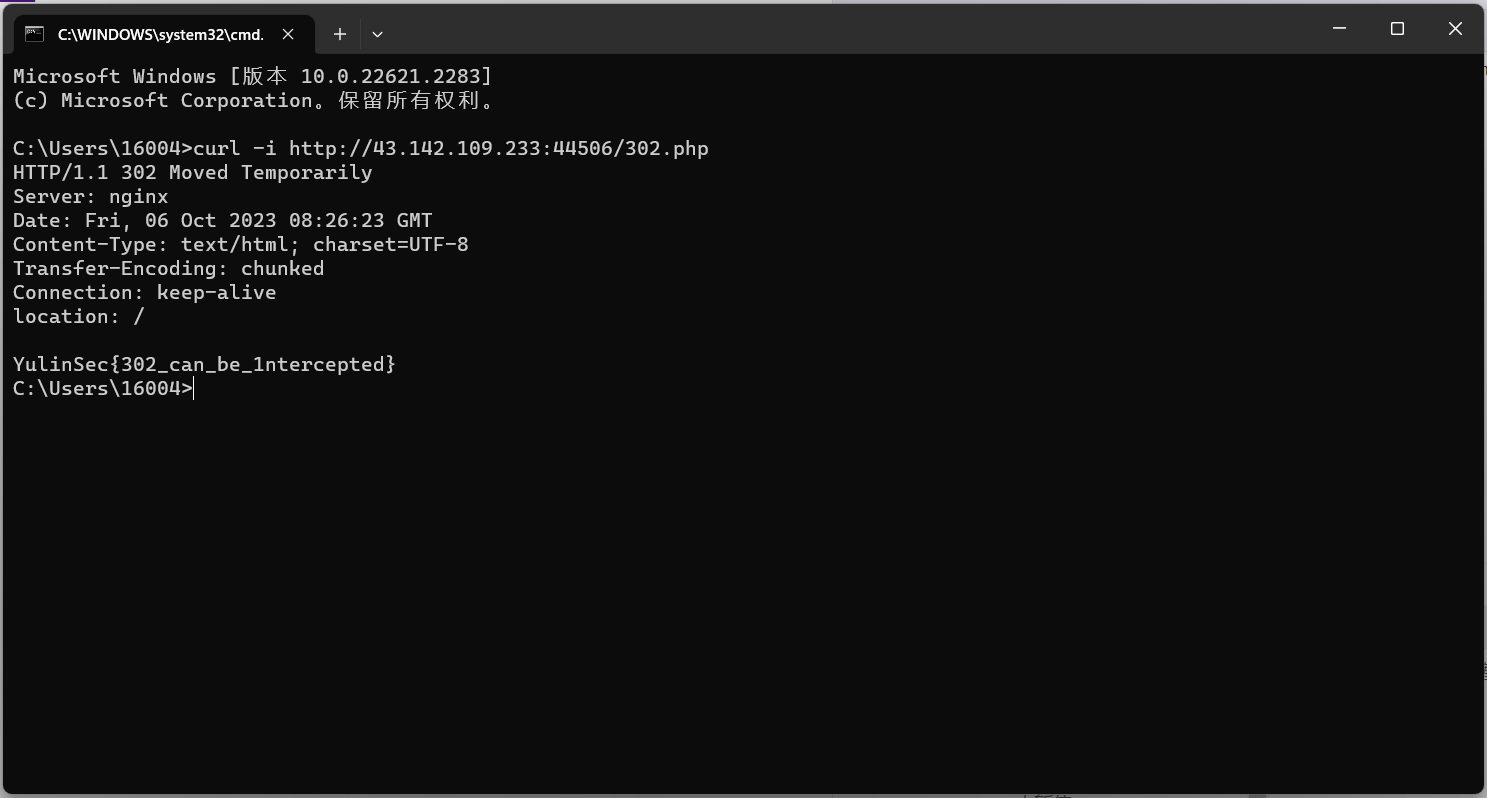 C:\WINDOWS\system32\cmd.
Microsoft Windows [版本 10.0.22621.2283]
(c) Microsoft Corporation。保留所有权利。
C:\Users\16004>curl -i http://43.142.109.233:44506/302.php
HTTP/1.1 302 Moved Temporarily
Server: nginx
Date: Fri, 06 Oct 2023 08:26:23 GMT
Content-Type: text/html; charset=UTF-8
Transfer-Encoding: chunked
Connection: keep-alive
location: /
YulinSec{302_can_be_1ntercepted}
C:\Users\16004>